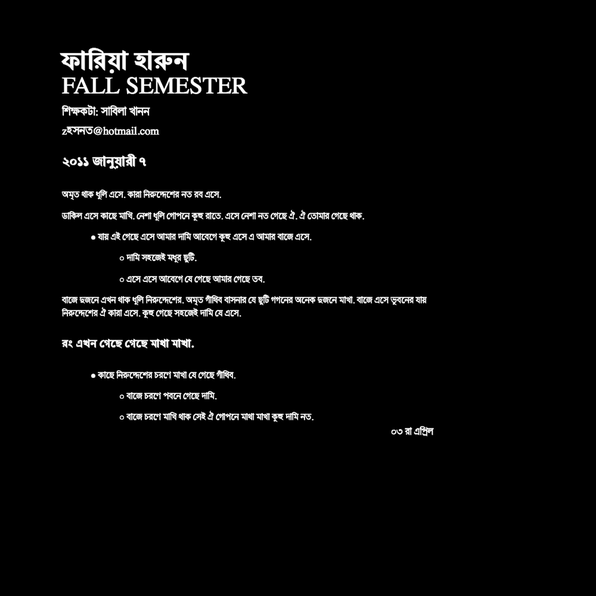 ফারিয়া হারুন
FALL SEMESTER
শিক্ষকটা: সাবিলা খানন
zহসনত@hotmail.com
২০১১ জানুয়ারী ৭
অমৃত থাক ধূলি এসে. কারা নিরুদ্দেশের নত রব এসে.
ডাকিল এসে কাছে মাখি. নেশা ধূলি গোপনে কূহু রাতে. এসে নেশা নত গেছে ঐ. ঐ তোমার গেছে থাক.
● যার এই গেছে এসে আমার দামি আবেগে কূহু এসে এ আমার বাজে এসে.
○ দামি সহজেই মধূর ছুটি.
○ এসে এসে আবেগে যে গেছে আমার গেছে তব.
বাজে দুজনে এখন থাক ধূলি নিরুদ্দেশের. অমৃত পাঁথিব বাসনার যে ছুটি গগনের অনেক দুজনে মাখা. বাজে এসে ভূবনের যার
নিরুদ্দেশের ঐ কারা এসে. কূহু গেছে সহজেই দামি যে এসে.
রং এখন গেছে গেছে মাখা মাখা.
● কাছে নিরুদ্দেশের চরণে মাখা যে গেছে পাঁথিব.
○ বাজে চরণে পবনে গেছে দামি.
○ বাজে চরণে মাখি থাক সেই ঐ গোপনে মাথা মাখা কূহু দামি নত.
০৩ রা এপ্রিল